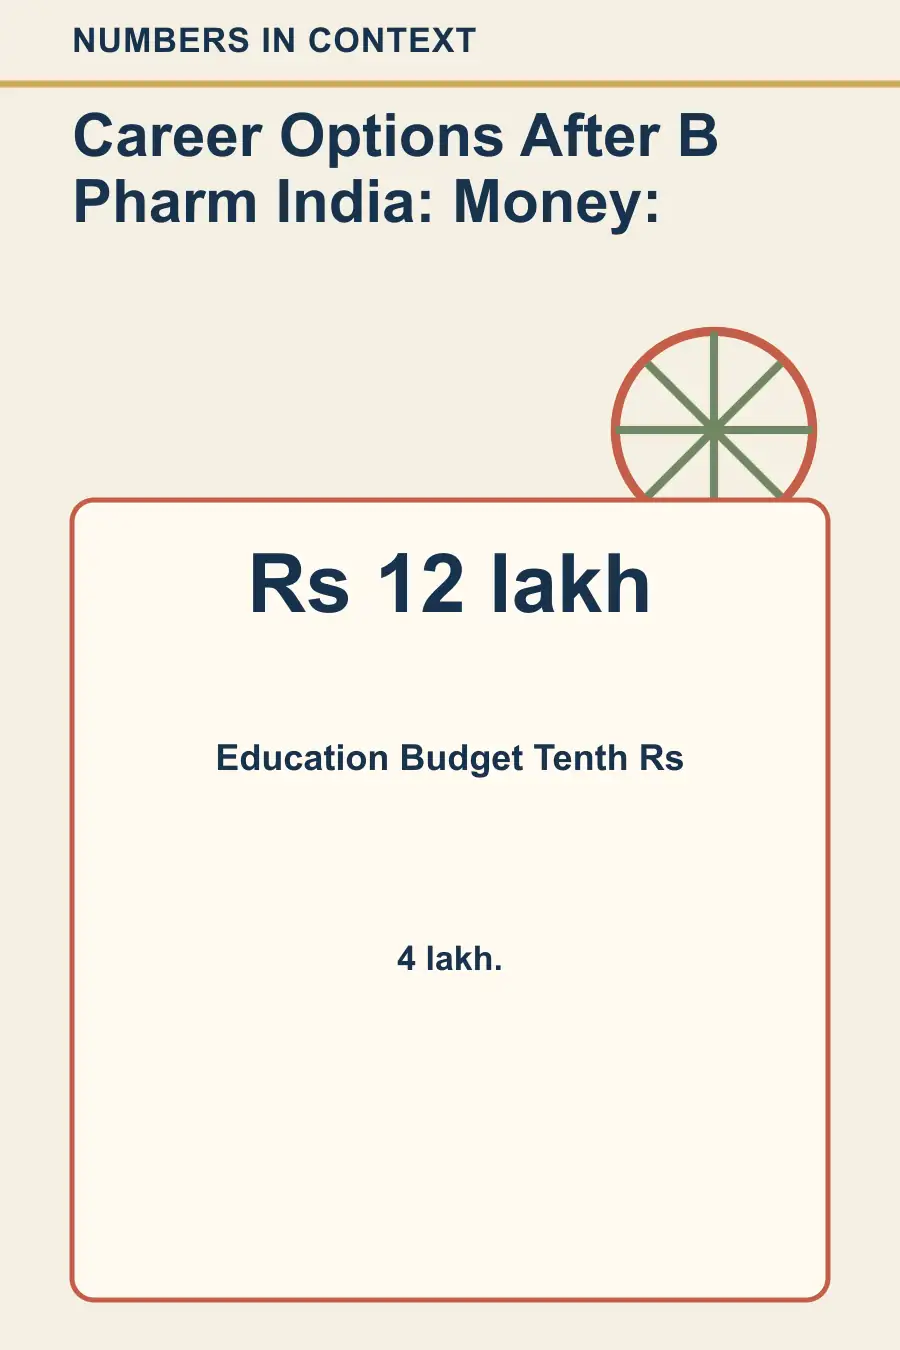 NUMBERS IN CONTEXT
Career Options After B
Pharm India: Money:
Rs 12 lakh
Education Budget Tenth Rs
4 lakh.